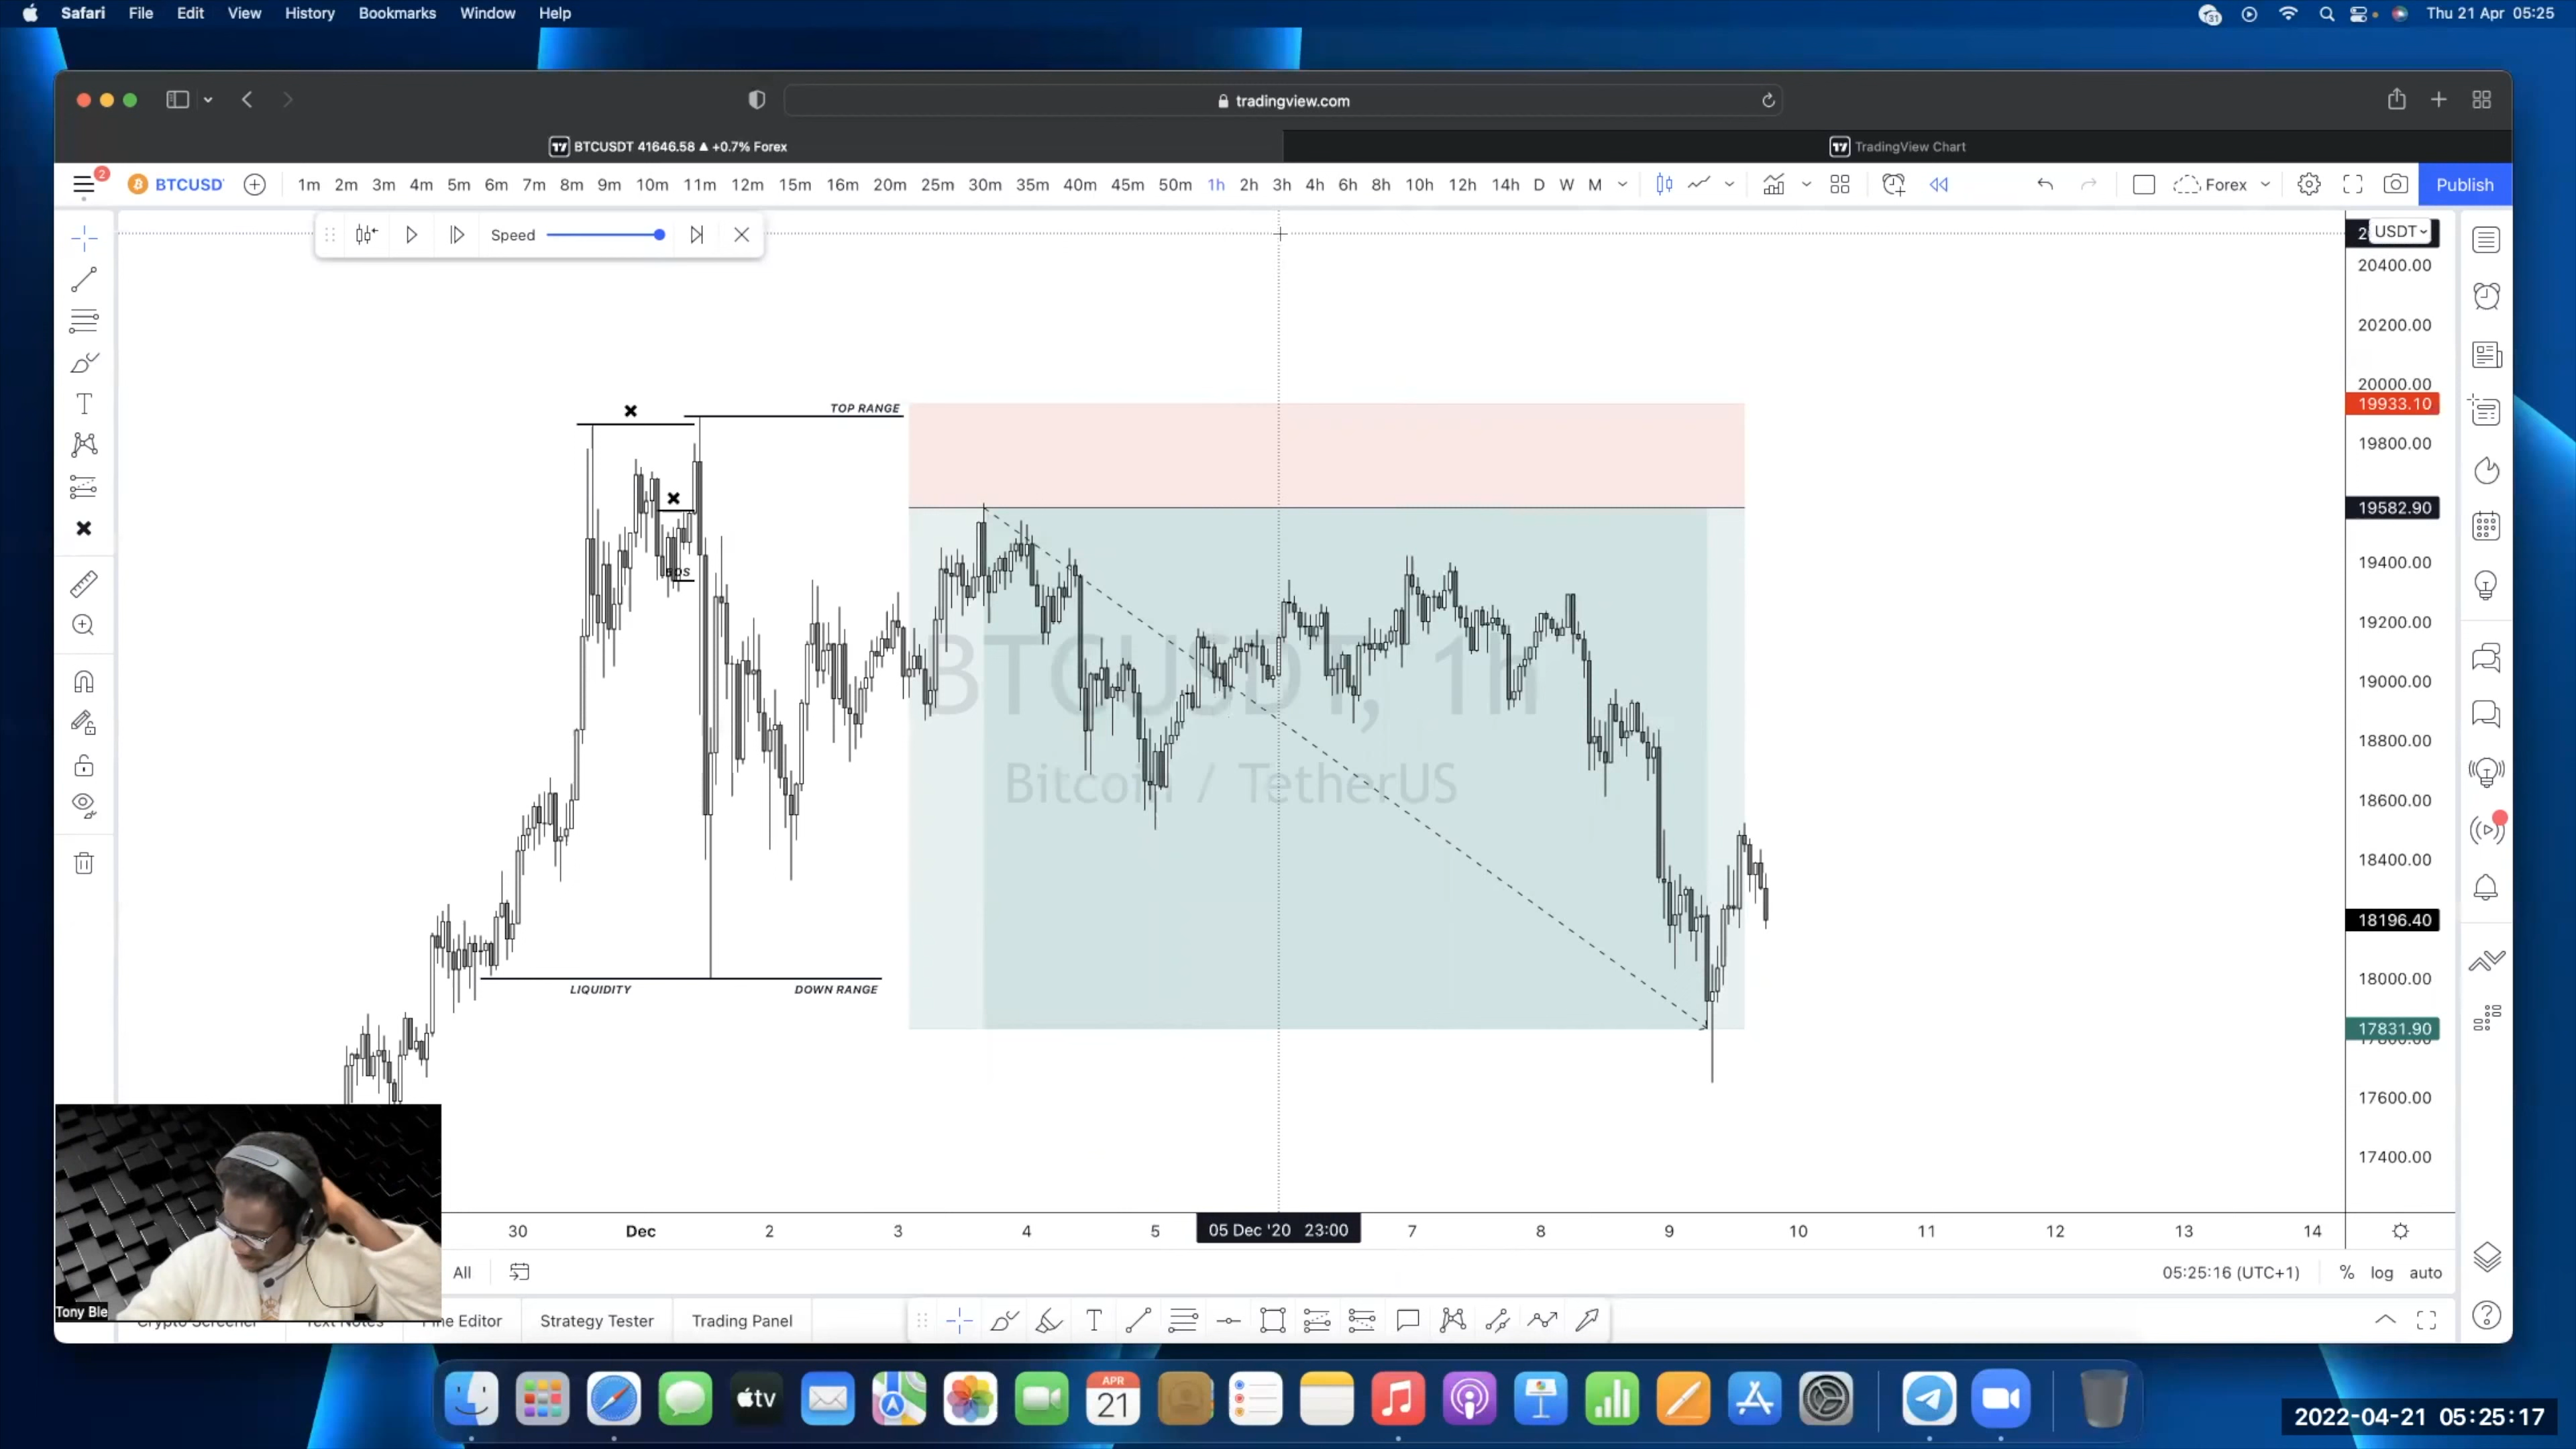 Safari File Edit View History Bookmarks Window Help
31
Thu 21 Apr 05:25
tradingview.com
BTCUSDT 41646.58 ▲ +0.7% Forex
TradingView Chart
2
BTCUSD
1m 2m 3m 4m 5m 6m 7m 8m 9m 10m 11m 12m 15m 16m 20m 25m 30m 35m 40m 45m 50m 1h 2h 3h 4h 6h 8h 10h 12h 14h D W M
Forex
Publish
Speed
2
USDT
20400.00
20200.00
20000.00
19933.10
19800.00
19582.90
19400.00
19200.00
19000.00
18800.00
18600.00
18400.00
18196.40
18000.00
17831.90
17600.00
17400.00
TOP RANGE
BOS
BTCUSDT, 1h
Bitcoin / TetherUS
LIQUIDITY
DOWN RANGE
30 Dec 2 3 4 5 05 Dec '20 23:00 7 8 9 10 11 12 13 14
All
05:25:16 (UTC+1)
% log auto
Tony Ble
Strategy Tester
Trading Panel
tv
APR
21
2022-04-21 05:25:17